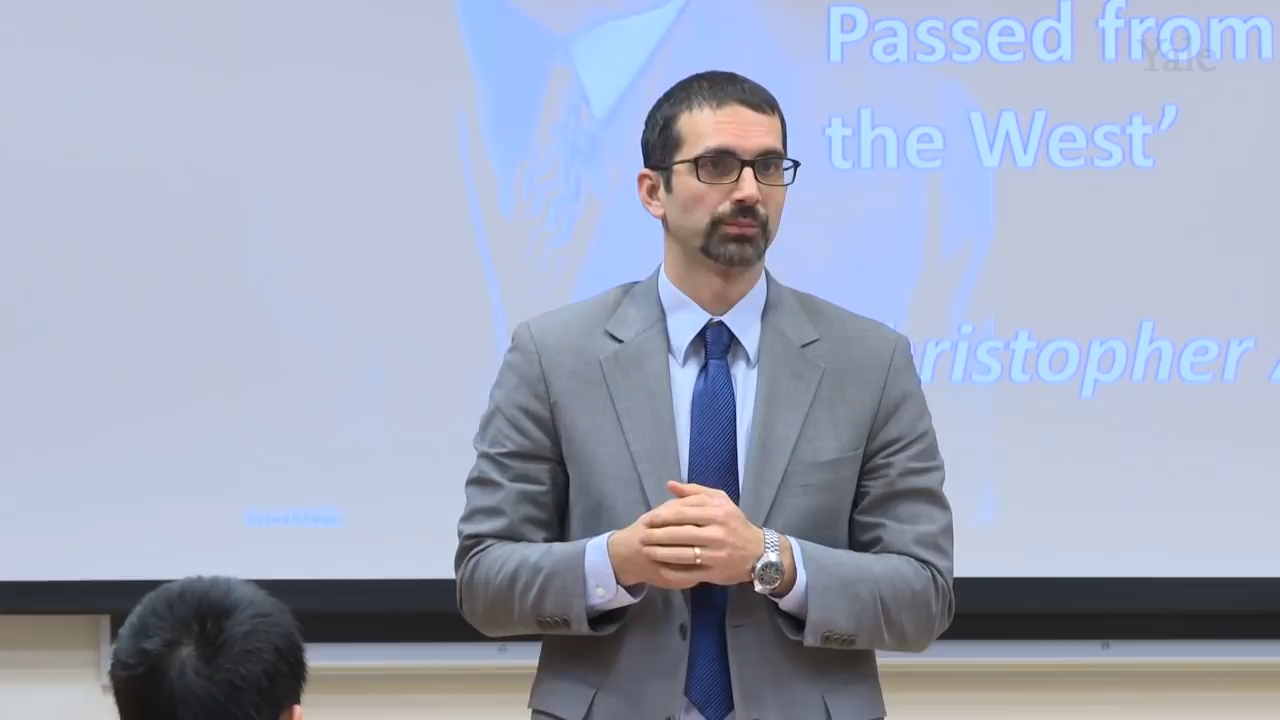 Passed from
Yale
the West’
ristopher